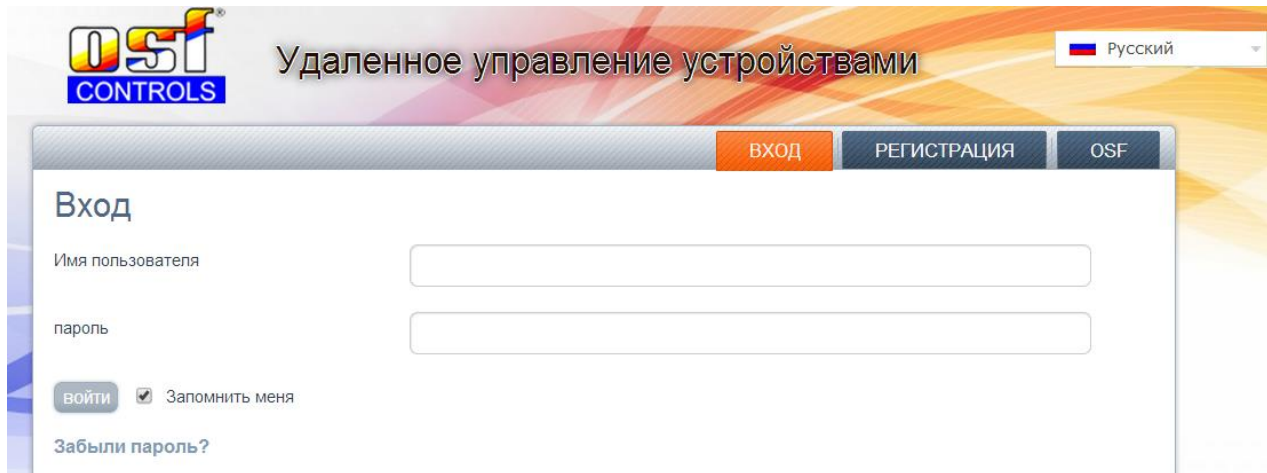 osf®
CONTROLS
Удаленное управление устройствами
Русский
ВХОД РЕГИСТРАЦИЯ OSF
Вход
Имя пользователя
пароль
войти Запомнить меня
Забыли пароль?